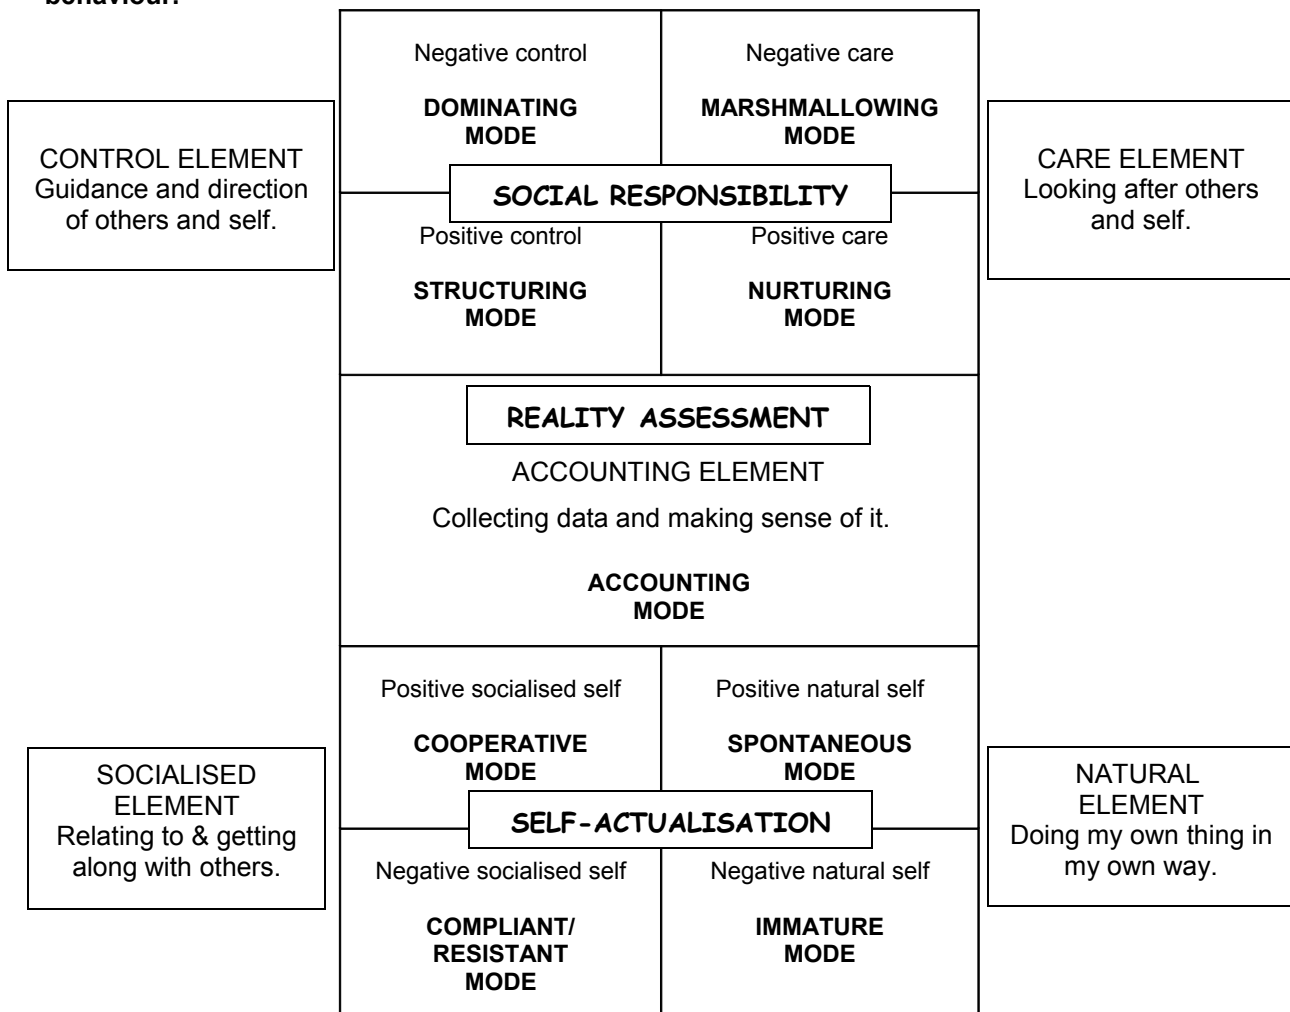 behaviour.
Negative control
DOMINATING
MODE
Negative care
MARSHMALLOWING
MODE
CONTROL ELEMENT
Guidance and direction
of others and self.
CARE ELEMENT
Looking after others
and self.
SOCIAL RESPONSIBILITY
Positive control
STRUCTURING
MODE
Positive care
NURTURING
MODE
REALITY ASSESSMENT
ACCOUNTING ELEMENT
Collecting data and making sense of it.
ACCOUNTING
MODE
Positive socialised self
COOPERATIVE
MODE
Positive natural self
SPONTANEOUS
MODE
SOCIALISED
ELEMENT
Relating to & getting
along with others.
NATURAL
ELEMENT
Doing my own thing in
my own way.
SELF-ACTUALISATION
Negative socialised self
COMPLIANT/
RESISTANT
MODE
Negative natural self
IMMATURE
MODE